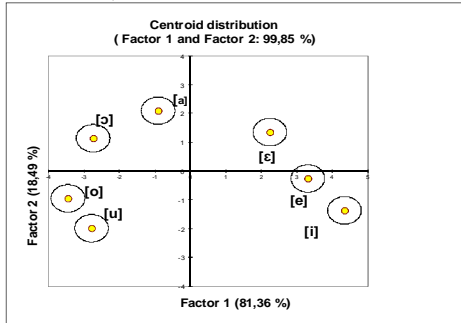 Centroid distribution
( Factor 1 and Factor 2: 99,85 %)
4
3
[a]
2
[ɔ]
1
[ɛ]
-4 -3 -2 -1 0 1 2 3 4 5
[o]
[e]
-1
[u]
[i]
-2
-3
-4
Factor 2 (18,49 %)
Factor 1 (81,36 %)